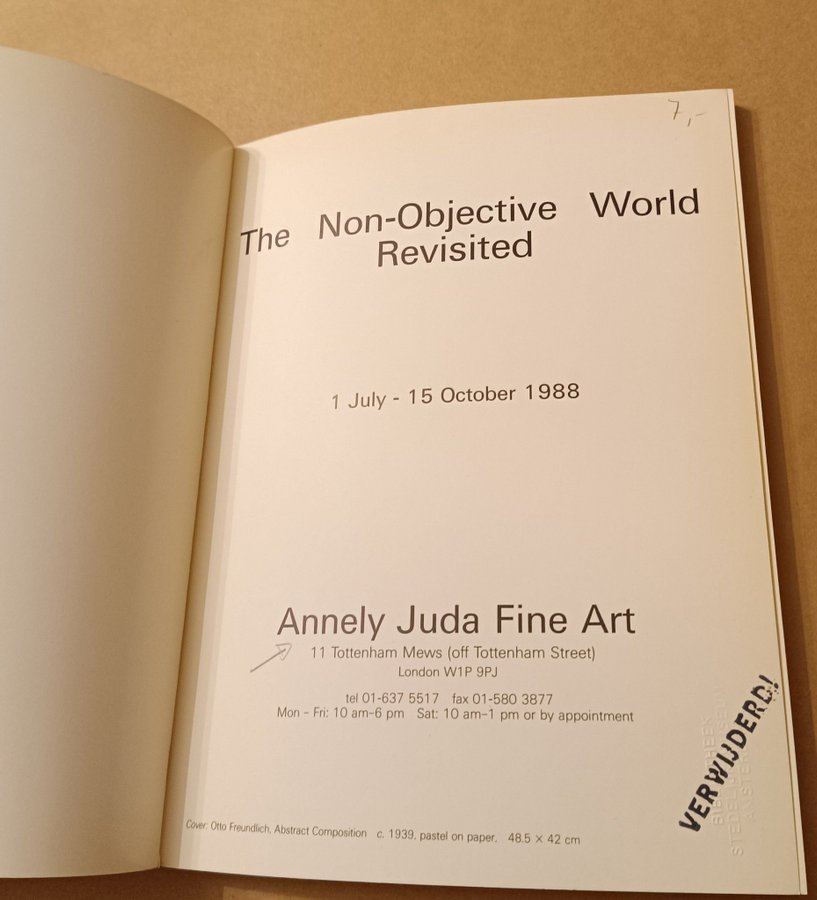 7,-
The Non-Objective World
Revisited
1 July - 15 October 1988
Annely Juda Fine Art
11 Tottenham Mews (off Tottenham Street)
London W1P 9PJ
tel 01-637 5517 fax 01-580 3877
Mon - Fri: 10 am-6 pm Sat: 10 am-1 pm or by appointment
VERWIJDERD!
Cover: Otto Freundlich, Abstract Composition c. 1939, pastel on paper, 48.5 × 42 cm